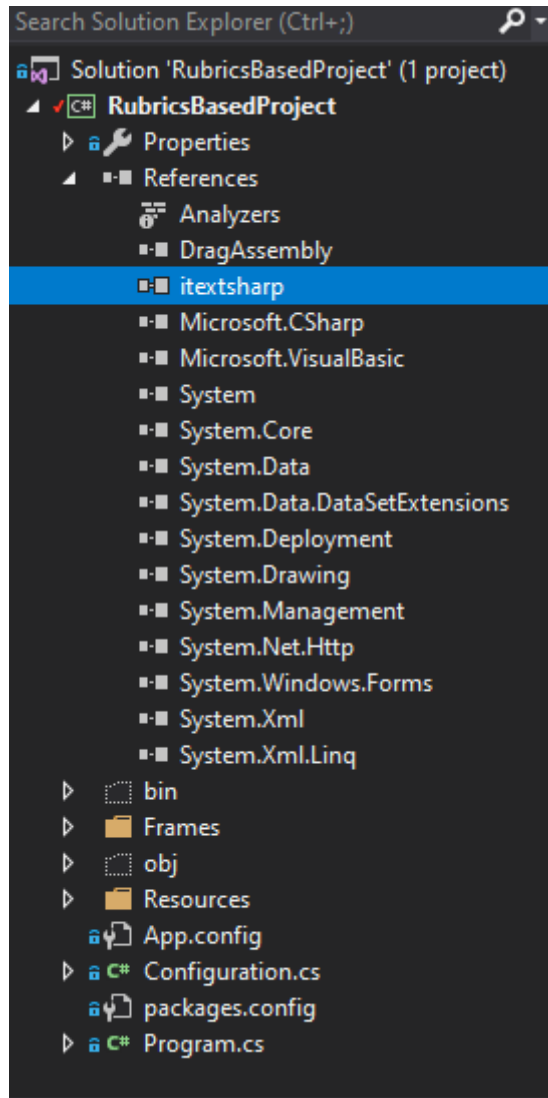 Search Solution Explorer (Ctrl+;)
Solution 'RubricsBasedProject' (1 project)
C# RubricsBasedProject
Properties
References
Analyzers
DragAssembly
itextsharp
Microsoft.CSharp
Microsoft.VisualBasic
System
System.Core
System.Data
System.Data.DataSetExtensions
System.Deployment
System.Drawing
System.Management
System.Net.Http
System.Windows.Forms
System.Xml
System.Xml.Linq
bin
Frames
obj
Resources
App.config
C# Configuration.cs
packages.config
C# Program.cs